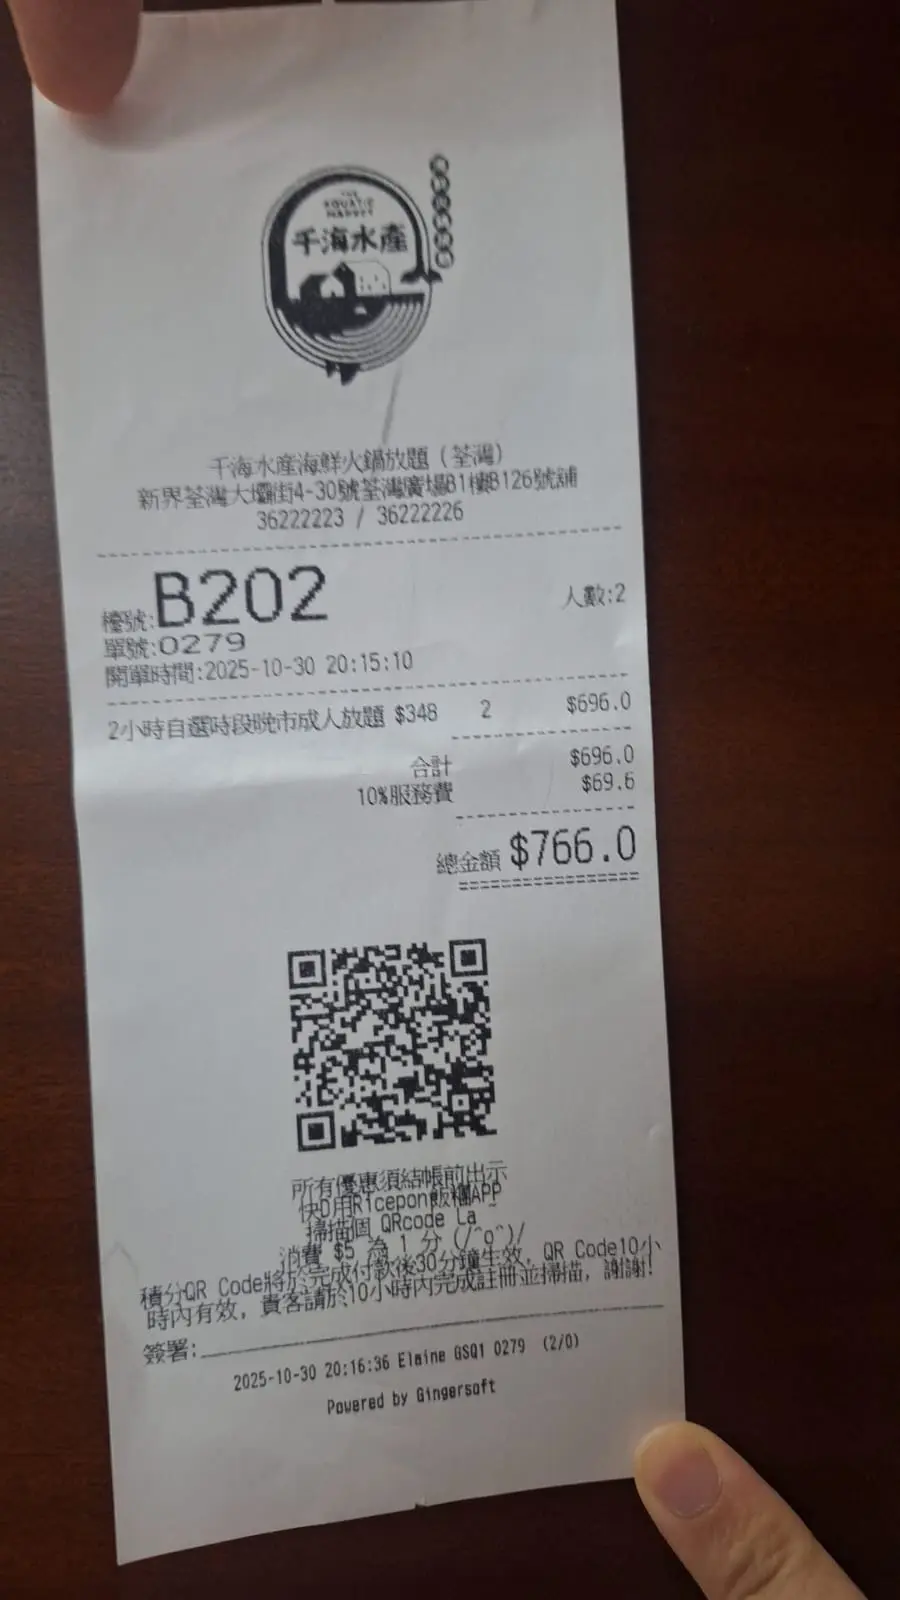 THE
AQUATIC
MARKET
千海水產
千海水產海鮮火鍋放題（荃灣）
新界荃灣大壩街4-30號荃灣廣場B1樓B126號舖
36222223 / 36222226
檯號:B202 人數:2
單號:0279
開單時間:2025-10-30 20:15:10
2小時自選時段晚市成人放題 $348 2 $696.0
合計 $696.0
10%服務費 $69.6
總金額 $766.0
所有優惠須結帳前出示
快D用Ricepon飯糰APP
掃描個 QRcode La~
消費 $5 為 1 分 (/^o^)/
積分QR Code將於完成付款後30分鐘生效, QR Code10小
時內有效, 貴客請於10小時內完成註冊並掃描, 謝謝!
簽署:
2025-10-30 20:16:36 Elaine GSQ1 0279 (2/0)
Powered by Gingersoft